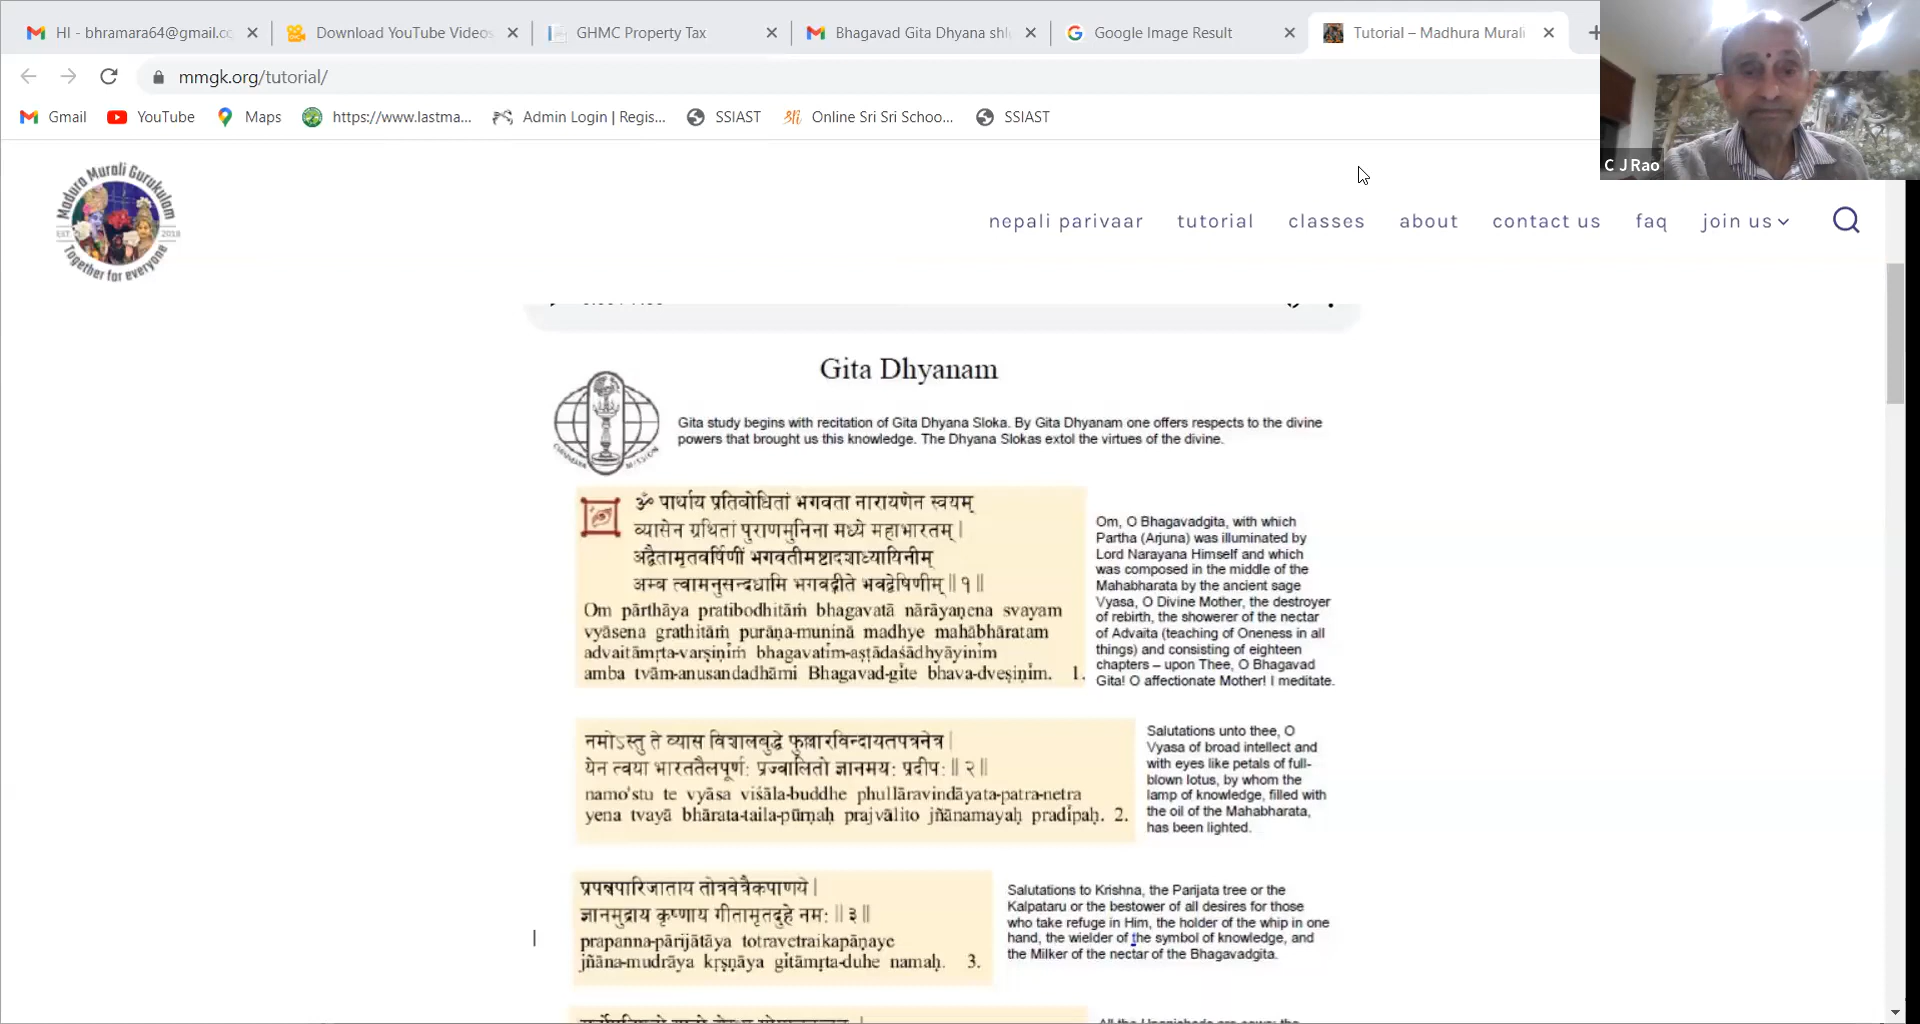 HI - bhramara64@gmail.co
Download YouTube Videos
GHMC Property Tax
Bhagavad Gita Dhyana shl
Google Image Result
Tutorial – Madhura Murali
mmgk.org/tutorial/
Gmail YouTube Maps https://www.lastma... Admin Login | Regis... SSIAST Online Sri Sri Schoo... SSIAST
C J Rao
Madura Murali Gurukulam
EST. 2018
Together for everyone
nepali parivaar tutorial classes about contact us faq join us
Gita Dhyanam
CHINMAYA MISSION
Gita study begins with recitation of Gita Dhyana Sloka. By Gita Dhyanam one offers respects to the divine
powers that brought us this knowledge. The Dhyana Slokas extol the virtues of the divine.
ॐ पार्थाय प्रतिबोधितां भगवता नारायणेन स्वयम्
व्यासेन ग्रथितां पुराणमुनिना मध्ये महाभारतम् |
अद्वैतामृतवर्षिणीं भगवतीमष्टादशाध्यायिनीम्
अम्ब त्वामनुसन्दधामि भगवद्गीते भवद्वेषिणीम् || १ ||
Om pārthāya pratibodhitāṁ bhagavatā nārāyaṇena svayam
vyāsena grathitāṁ purāṇa-muninā madhye mahābhāratam
advaitāmṛta-varṣiṇīṁ bhagavatīm-aṣṭādaśādhyāyinīm
amba tvām-anusandadhāmi Bhagavad-gīte bhava-dveṣiṇīm. 1.
Om, O Bhagavadgita, with which
Partha (Arjuna) was illuminated by
Lord Narayana Himself and which
was composed in the middle of the
Mahabharata by the ancient sage
Vyasa, O Divine Mother, the destroyer
of rebirth, the showerer of the nectar
of Advaita (teaching of Oneness in all
things) and consisting of eighteen
chapters – upon Thee, O Bhagavad
Gita! O affectionate Mother! I meditate.
नमोऽस्तु ते व्यास विशालबुद्धे फुल्लारविन्दायतपत्रनेत्र |
येन त्वया भारततैलपूर्णः प्रज्वालितो ज्ञानमयः प्रदीपः || २ ||
namo'stu te vyāsa viśāla-buddhe phullāravindāyata-patra-netra
yena tvayā bhārata-taila-pūrṇaḥ prajvālito jñānamayaḥ pradīpaḥ. 2.
Salutations unto thee, O
Vyasa of broad intellect and
with eyes like petals of full-
blown lotus, by whom the
lamp of knowledge, filled with
the oil of the Mahabharata,
has been lighted.
प्रपन्नपारिजाताय तोत्रवेत्रैकपाणये |
ज्ञानमुद्राय कृष्णाय गीतामृतदुहे नमः || ३ ||
prapanna-pārijātāya totravetraikapāṇaye
jñāna-mudrāya kṛṣṇāya gītāmṛta-duhe namaḥ. 3.
Salutations to Krishna, the Parijata tree or the
Kalpataru or the bestower of all desires for those
who take refuge in Him, the holder of the whip in one
hand, the wielder of the symbol of knowledge, and
the Milker of the nectar of the Bhagavadgita.